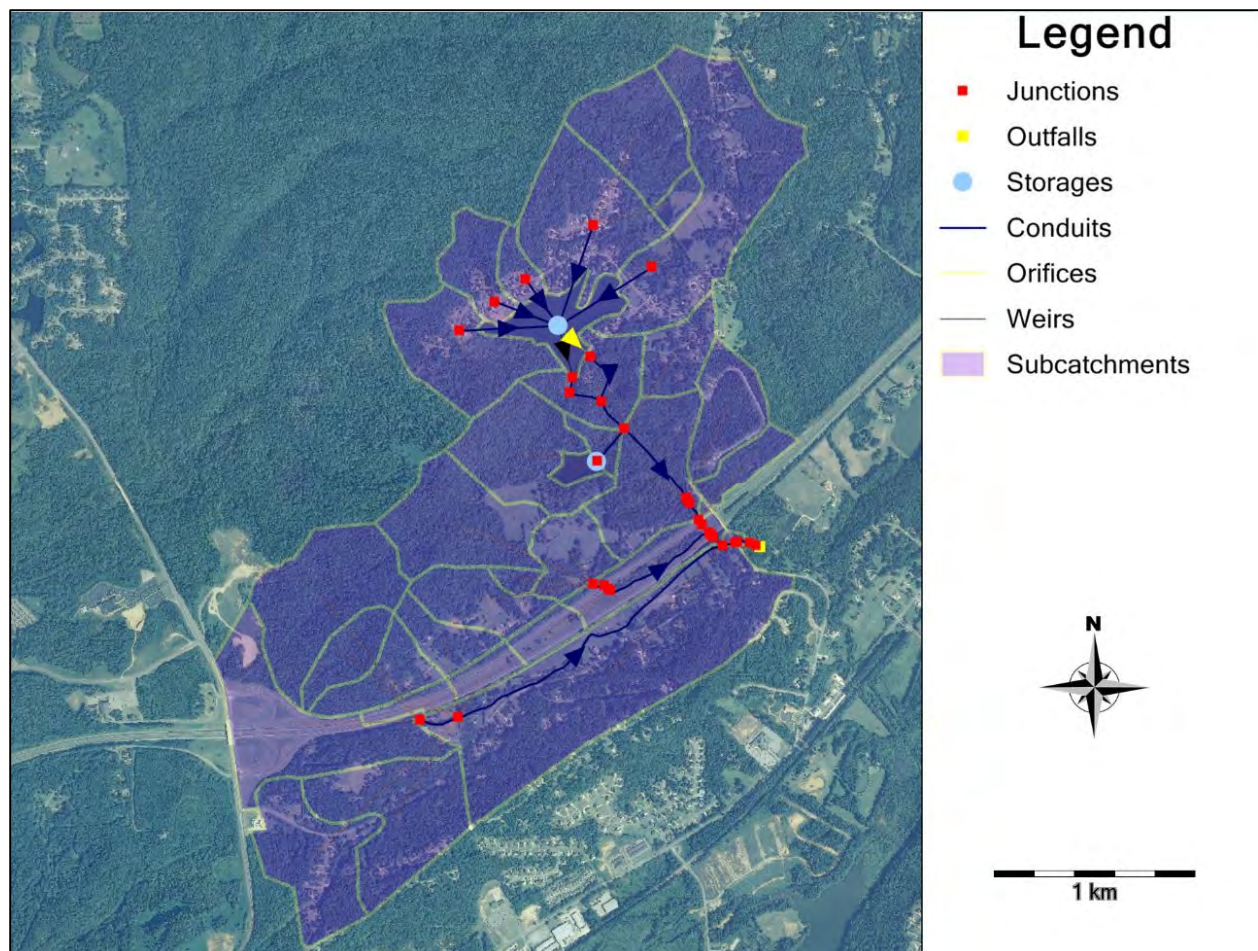 Legend
Junctions
Outfalls
Storages
Conduits
Orifices
Weirs
Subcatchments
N
1 km